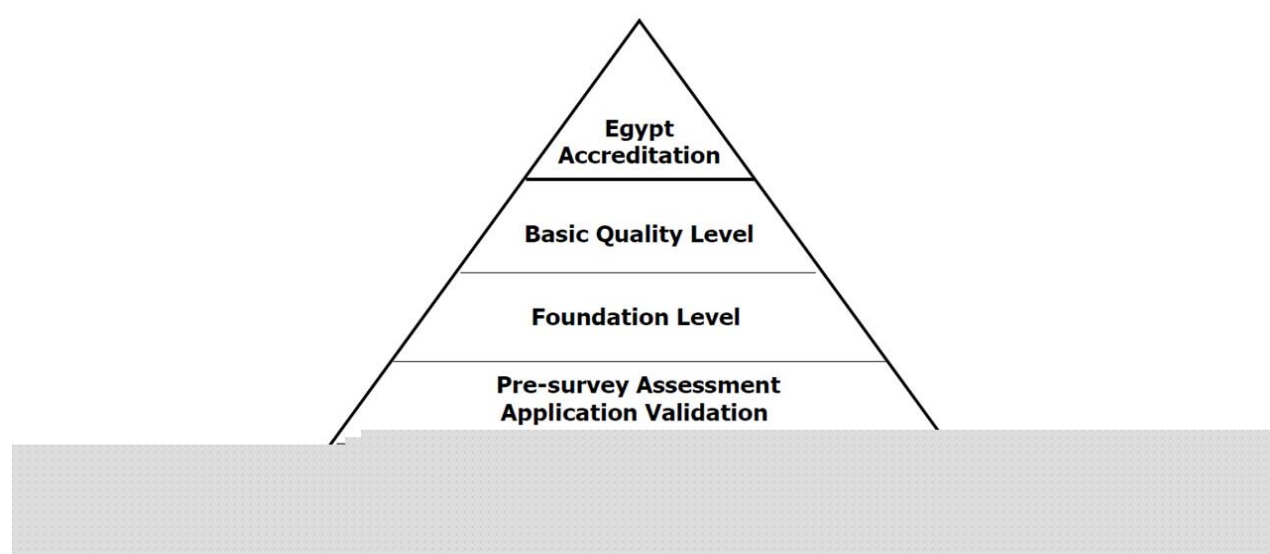 Egypt
Accreditation
Basic Quality Level
Foundation Level
Pre-survey Assessment
Application Validation